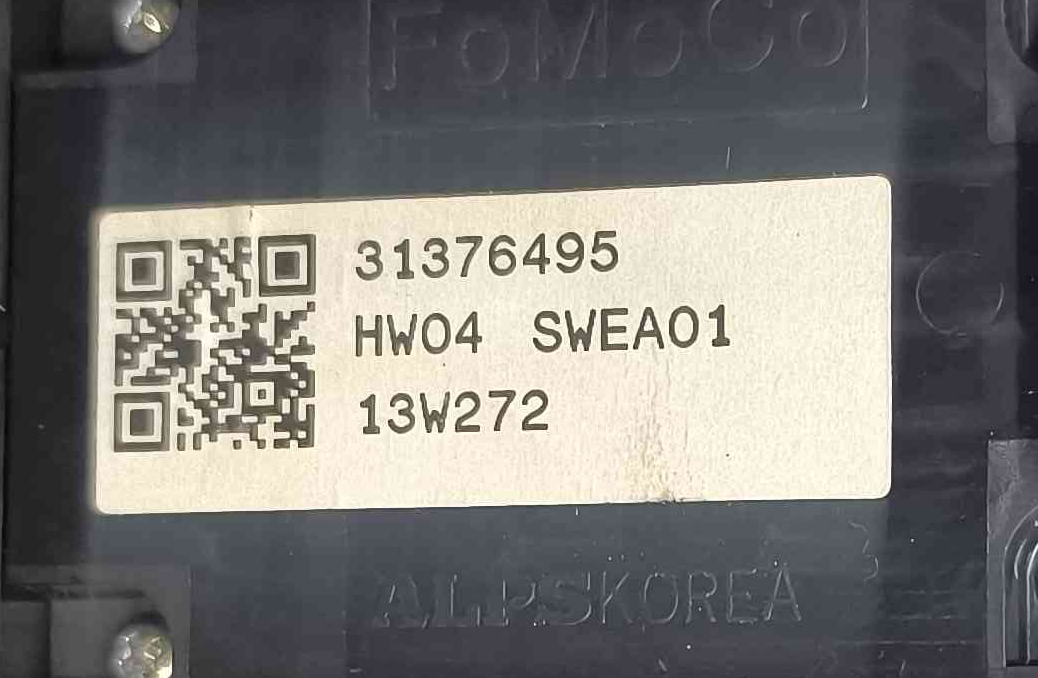 FoMoCo
31376495
HW04 SWEA01
13W272
C
ALPSKOREA